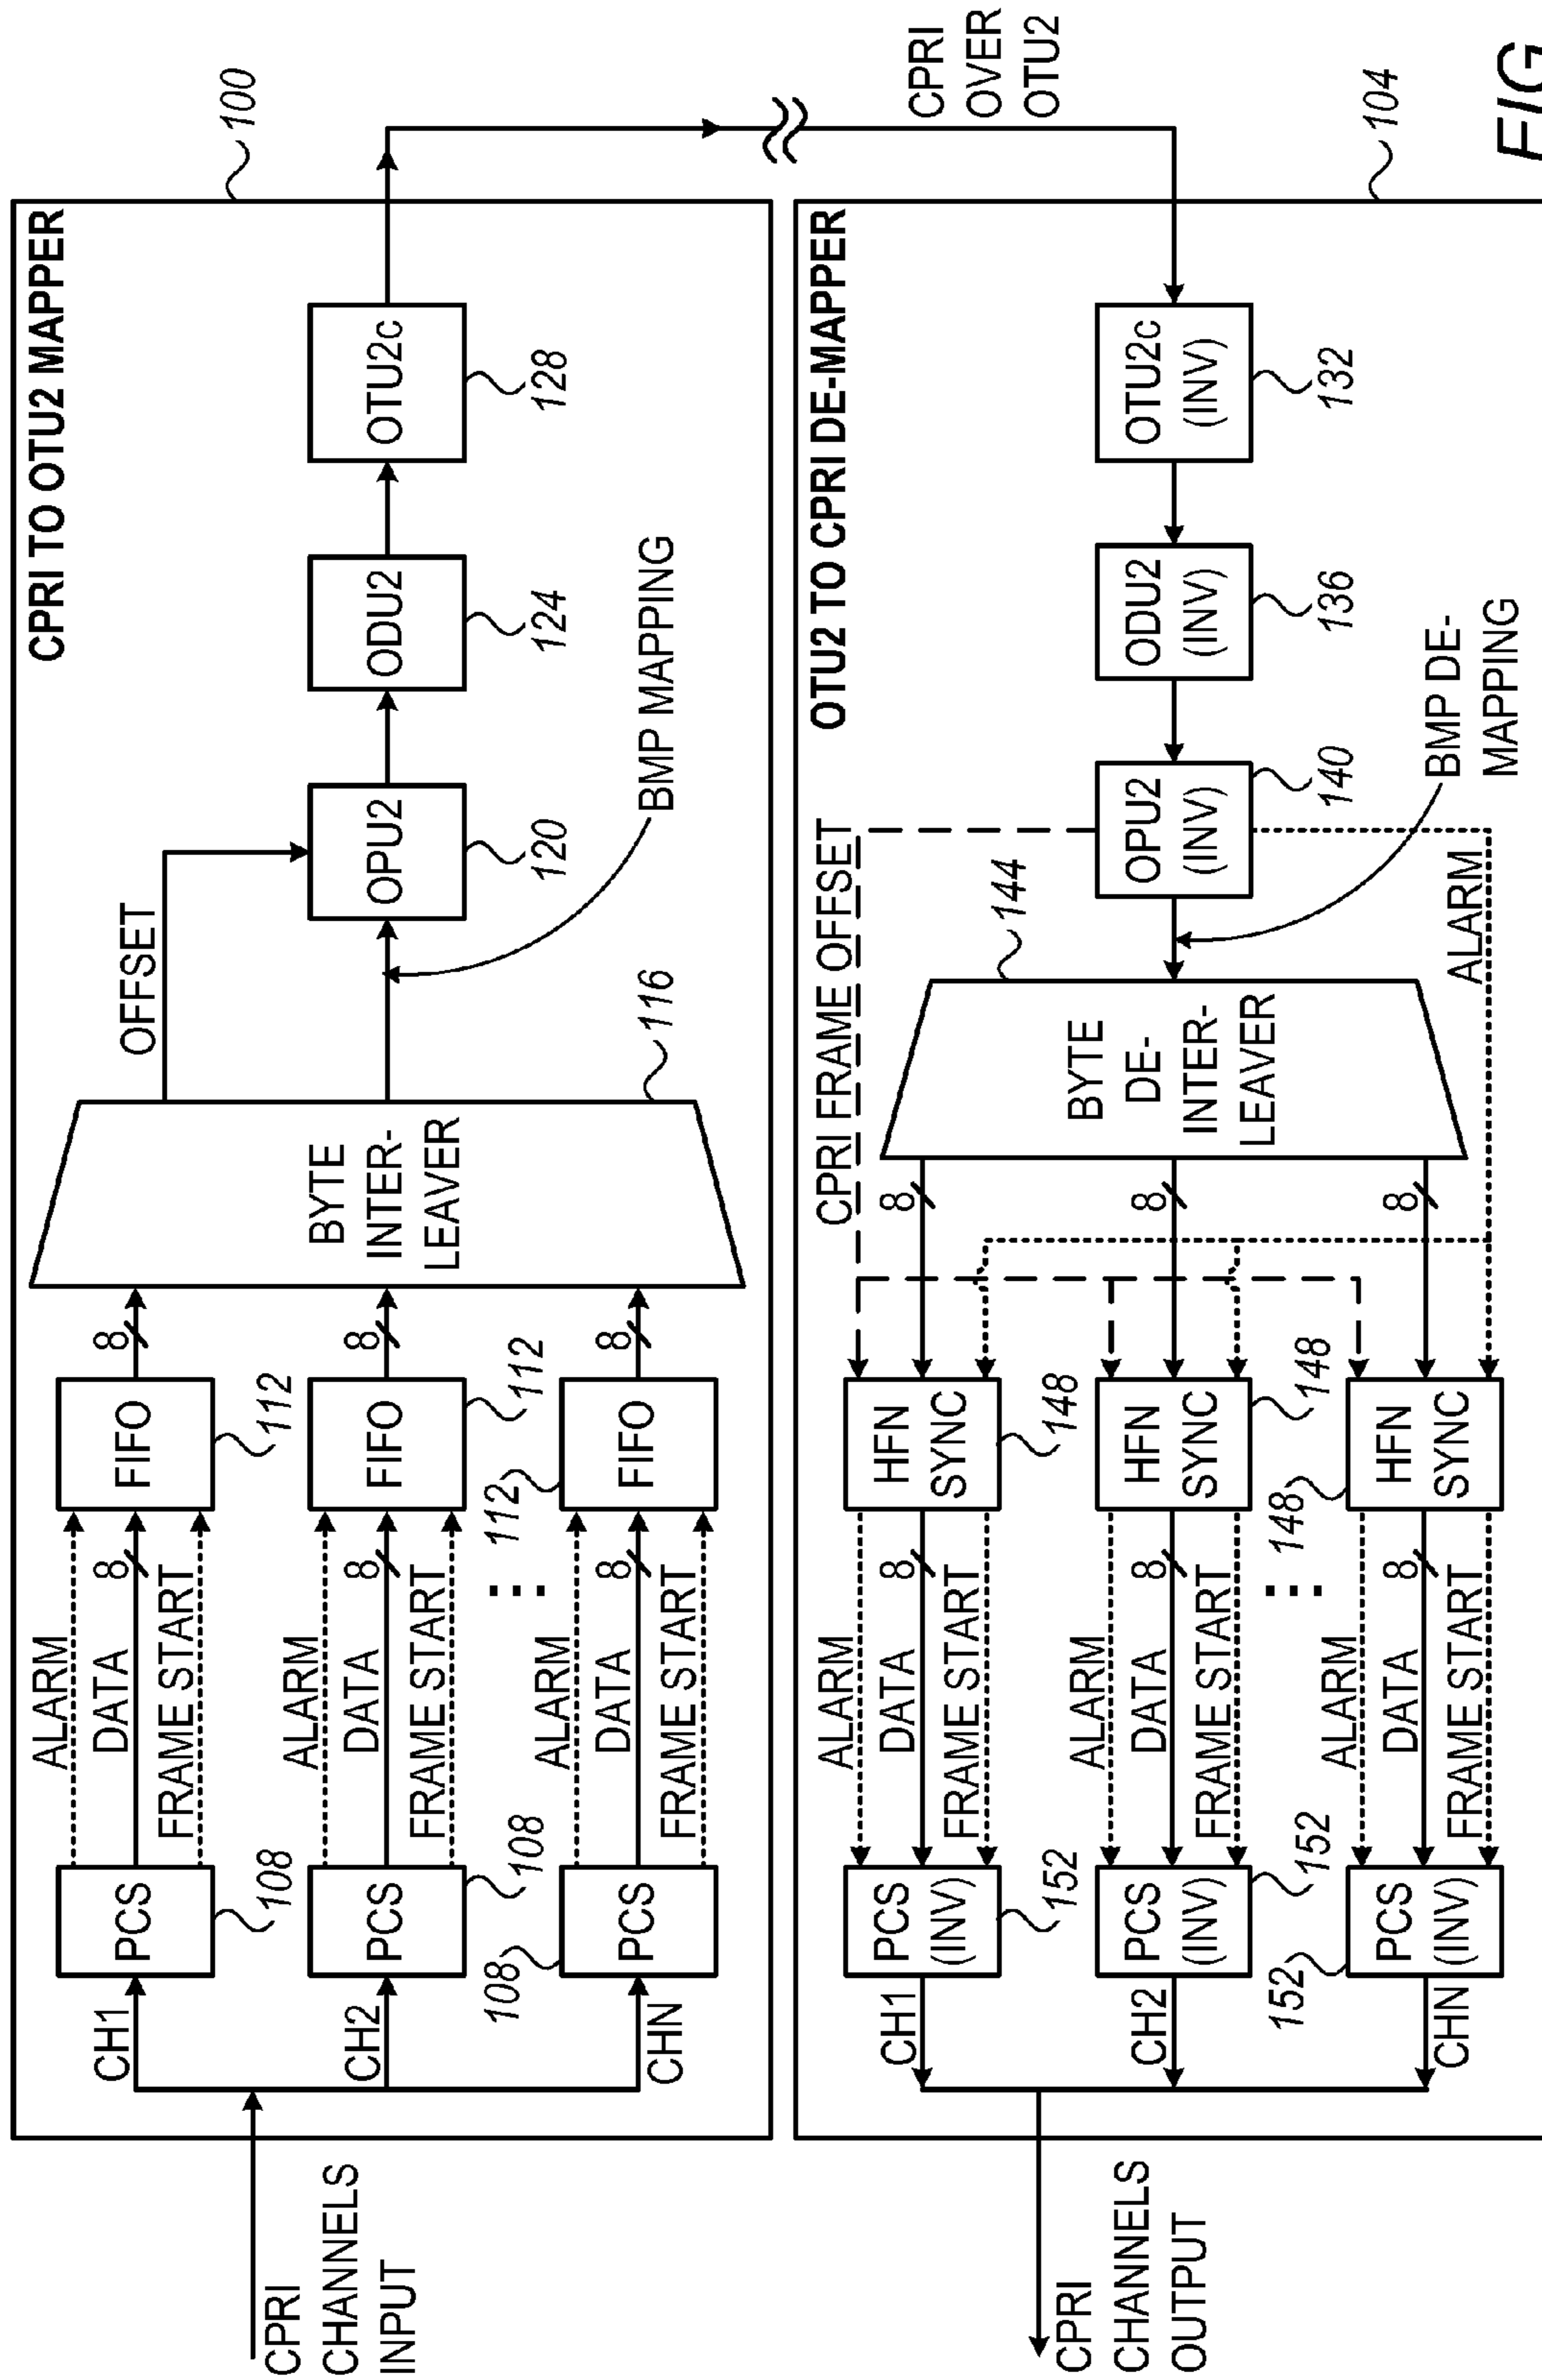 CPRI TO OTU2 MAPPER
100
CPRI
CHANNELS
INPUT
CH1
CH2
CHN
PCS
108
PCS
108
PCS
108
ALARM
DATA
8
FRAME START
ALARM
DATA
8
FRAME START
ALARM
DATA
8
FRAME START
FIFO
112
FIFO
112
FIFO
112
8
8
8
BYTE
INTER-
LEAVER
116
OFFSET
BMP MAPPING
OPU2
120
ODU2
124
OTU2c
128
CPRI
OVER
OTU2
OTU2 TO CPRI DE-MAPPER
104
CPRI
CHANNELS
OUTPUT
CH1
CH2
CHN
PCS
(INV)
152
PCS
(INV)
152
PCS
(INV)
152
ALARM
DATA
8
FRAME START
ALARM
DATA
8
FRAME START
ALARM
DATA
8
FRAME START
HFN
SYNC
148
HFN
SYNC
148
HFN
SYNC
148
8
8
8
CPRI FRAME OFFSET
BYTE
DE-
INTER-
LEAVER
144
ALARM
BMP DE-
MAPPING
OPU2
(INV)
140
ODU2
(INV)
136
OTU2c
(INV)
132
FIG